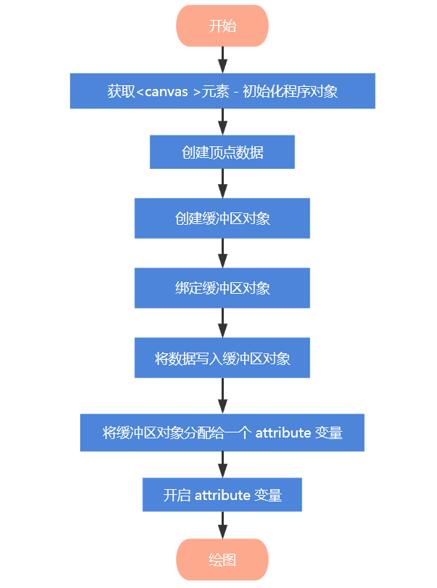 开始
获取<canvas >元素 - 初始化程序对象
创建顶点数据
创建缓冲区对象
绑定缓冲区对象
将数据写入缓冲区对象
将缓冲区对象分配给一个 attribute 变量
开启 attribute 变量
绘图